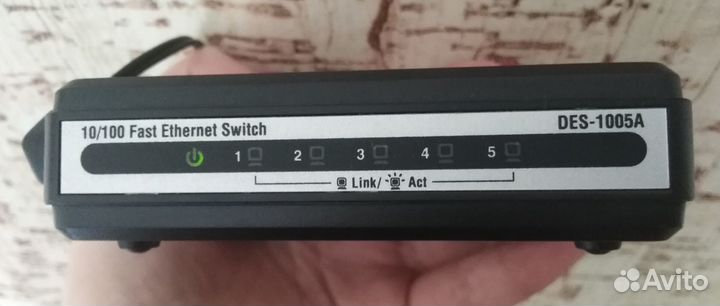 10/100 Fast Ethernet Switch
DES-1005A
1 2 3 4 5
Link/ Act
Avito